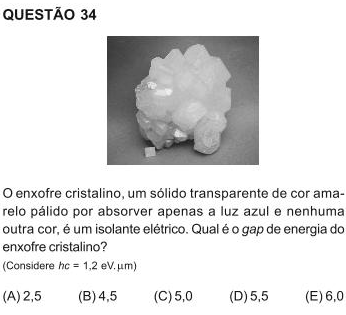 QUESTÃO 34
O enxofre cristalino, um sólido transparente de cor ama-
relo pálido por absorver apenas a luz azul e nenhuma
outra cor, é um isolante elétrico. Qual é o gap de energia do
enxofre cristalino?
(Considere hc = 1,2 eV.µm)
(A) 2,5 (B) 4,5 (C) 5,0 (D) 5,5 (E) 6,0